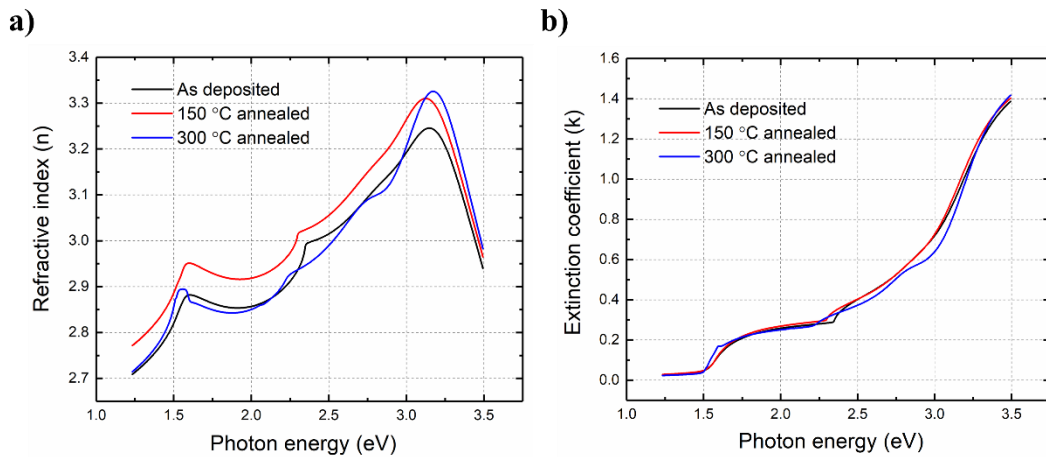 a)
3.4
3.3
3.2
3.1
3.0
2.9
2.8
2.7
Refractive index (n)
As deposited
150 °C annealed
300 °C annealed
1.0 1.5 2.0 2.5 3.0 3.5
Photon energy (eV)
b)
1.6
1.4
1.2
1.0
0.8
0.6
0.4
0.2
0.0
Extinction coefficient (k)
As deposited
150 °C annealed
300 °C annealed
1.0 1.5 2.0 2.5 3.0 3.5
Photon energy (eV)